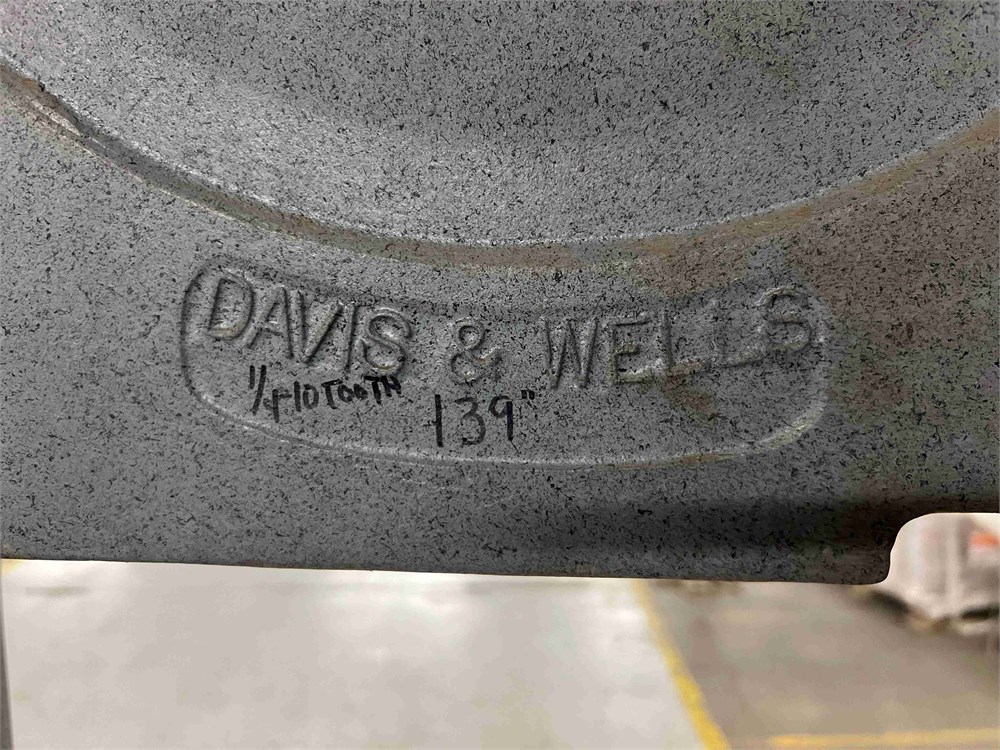 DAVIS & WELLS
1/4 10 TOOTH
139"